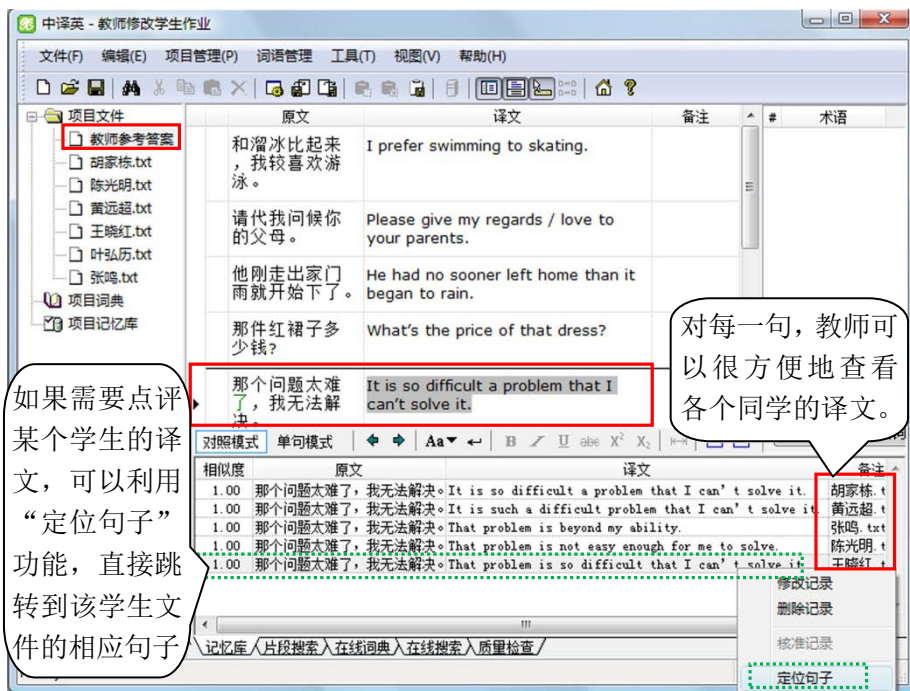 中译英 - 教师修改学生作业
文件(F) 编辑(E) 项目管理(P) 词语管理 工具(T) 视图(V) 帮助(H)
项目文件
教师参考答案
胡家栋.txt
陈光明.txt
黄远超.txt
王晓红.txt
叶弘历.txt
张鸣.txt
项目词典
项目记忆库
原文 译文 备注
# 术语
和溜冰比起来
，我较喜欢游
泳。
I prefer swimming to skating.
请代我问候你
的父母。
Please give my regards / love to
your parents.
他刚走出家门
雨就开始下了。
He had no sooner left home than it
began to rain.
那件红裙子多
少钱?
What's the price of that dress?
那个问题太难
了，我无法解
决。
It is so difficult a problem that I
can't solve it.
对每一句，教师可
以很方便地查看
各个同学的译文。
如果需要点评
某个学生的译
文，可以利用
“定位句子”
功能，直接跳
转到该学生文
件的相应句子
对照模式 单句模式 Aa B I U abc X² X₂
相似度 原文 译文 备注
1.00 那个问题太难了，我无法解决。 It is so difficult a problem that I can't solve it. 胡家栋. t
1.00 那个问题太难了，我无法解决。 It is such a difficult problem that I can't solve it. 黄远超. t
1.00 那个问题太难了，我无法解决。 That problem is beyond my ability. 张鸣. txt
1.00 那个问题太难了，我无法解决。 That problem is not easy enough for me to solve. 陈光明. t
1.00 那个问题太难了，我无法解决。 That problem is so difficult that I can't solve it. 王晓红. t
修改记录
删除记录
核准记录
定位句子
记忆库 片段搜索 在线词典 在线搜索 质量检查